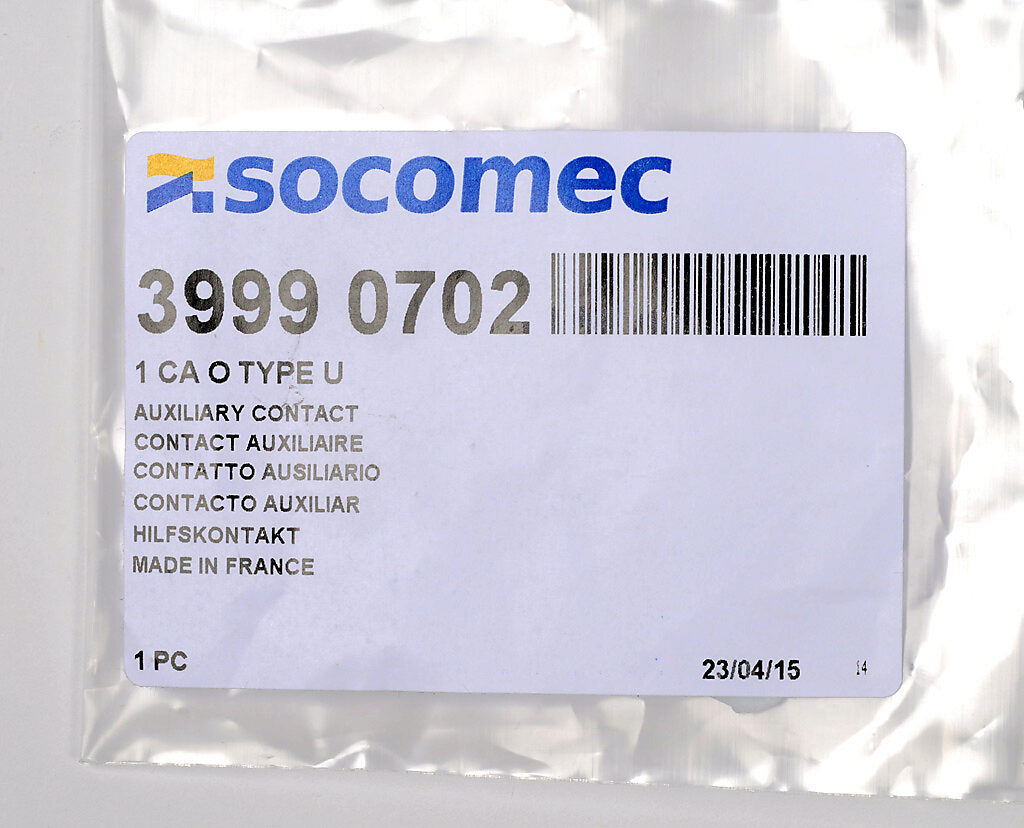 socomec
3999 0702
1 CA O TYPE U
AUXILIARY CONTACT
CONTACT AUXILIAIRE
CONTATTO AUSILIARIO
CONTACTO AUXILIAR
HILFSKONTAKT
MADE IN FRANCE
1 PC
23/04/15
14